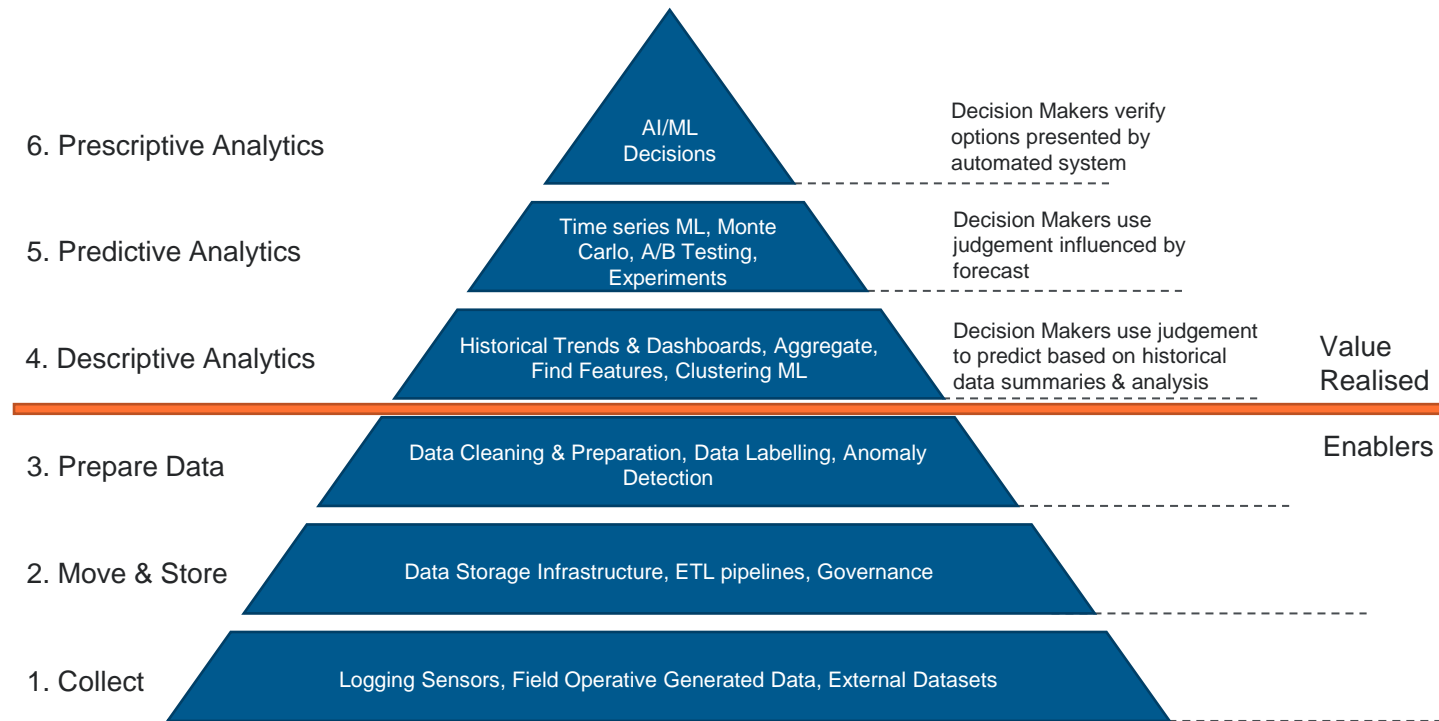 6. Prescriptive Analytics
AI/ML
Decisions
Decision Makers verify
options presented by
automated system
5. Predictive Analytics
Time series ML, Monte
Carlo, A/B Testing,
Experiments
Decision Makers use
judgement influenced by
forecast
4. Descriptive Analytics
Historical Trends & Dashboards, Aggregate,
Find Features, Clustering ML
Decision Makers use judgement
to predict based on historical
data summaries & analysis
Value
Realised
Enablers
3. Prepare Data
Data Cleaning & Preparation, Data Labelling, Anomaly
Detection
2. Move & Store
Data Storage Infrastructure, ETL pipelines, Governance
1. Collect
Logging Sensors, Field Operative Generated Data, External Datasets